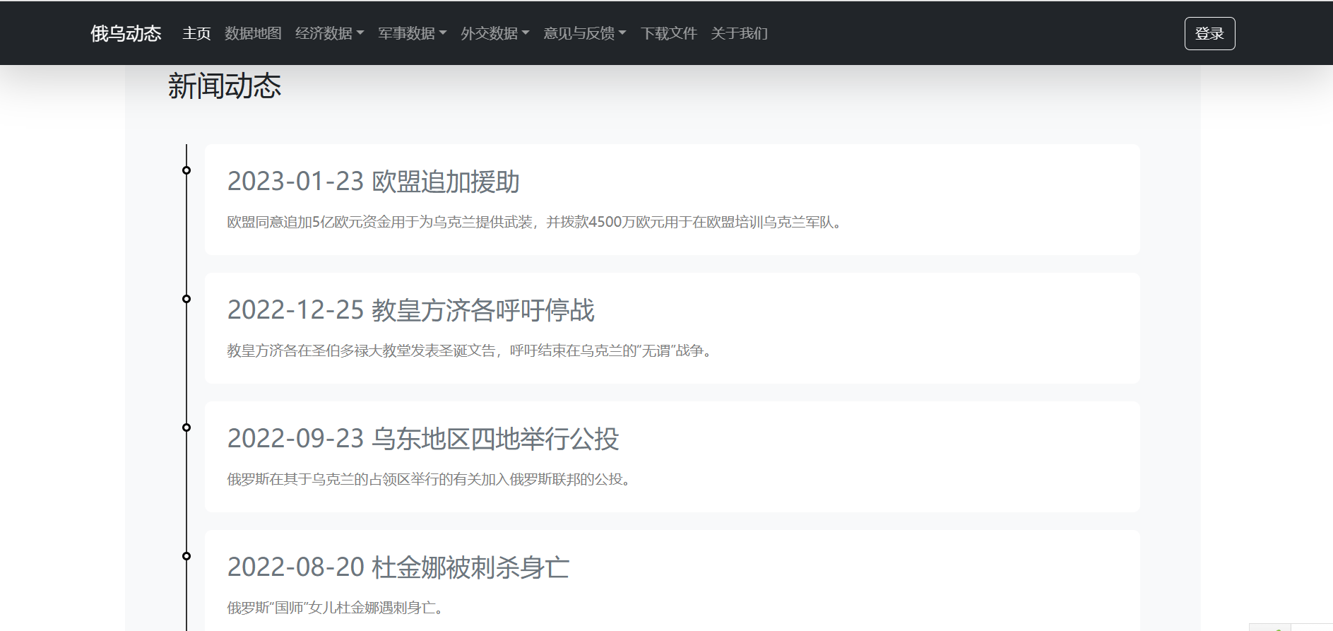 俄乌动态 主页 数据地图 经济数据 军事数据 外交数据 意见与反馈 下载文件 关于我们 登录
新闻动态
2023-01-23 欧盟追加援助
欧盟同意追加5亿欧元资金用于为乌克兰提供武装，并拨款4500万欧元用于在欧盟培训乌克兰军队。
2022-12-25 教皇方济各呼吁停战
教皇方济各在圣伯多禄大教堂发表圣诞文告，呼吁结束在乌克兰的"无谓"战争。
2022-09-23 乌东地区四地举行公投
俄罗斯在其于乌克兰的占领区举行的有关加入俄罗斯联邦的公投。
2022-08-20 杜金娜被刺杀身亡
俄罗斯"国师"女儿杜金娜遇刺身亡。